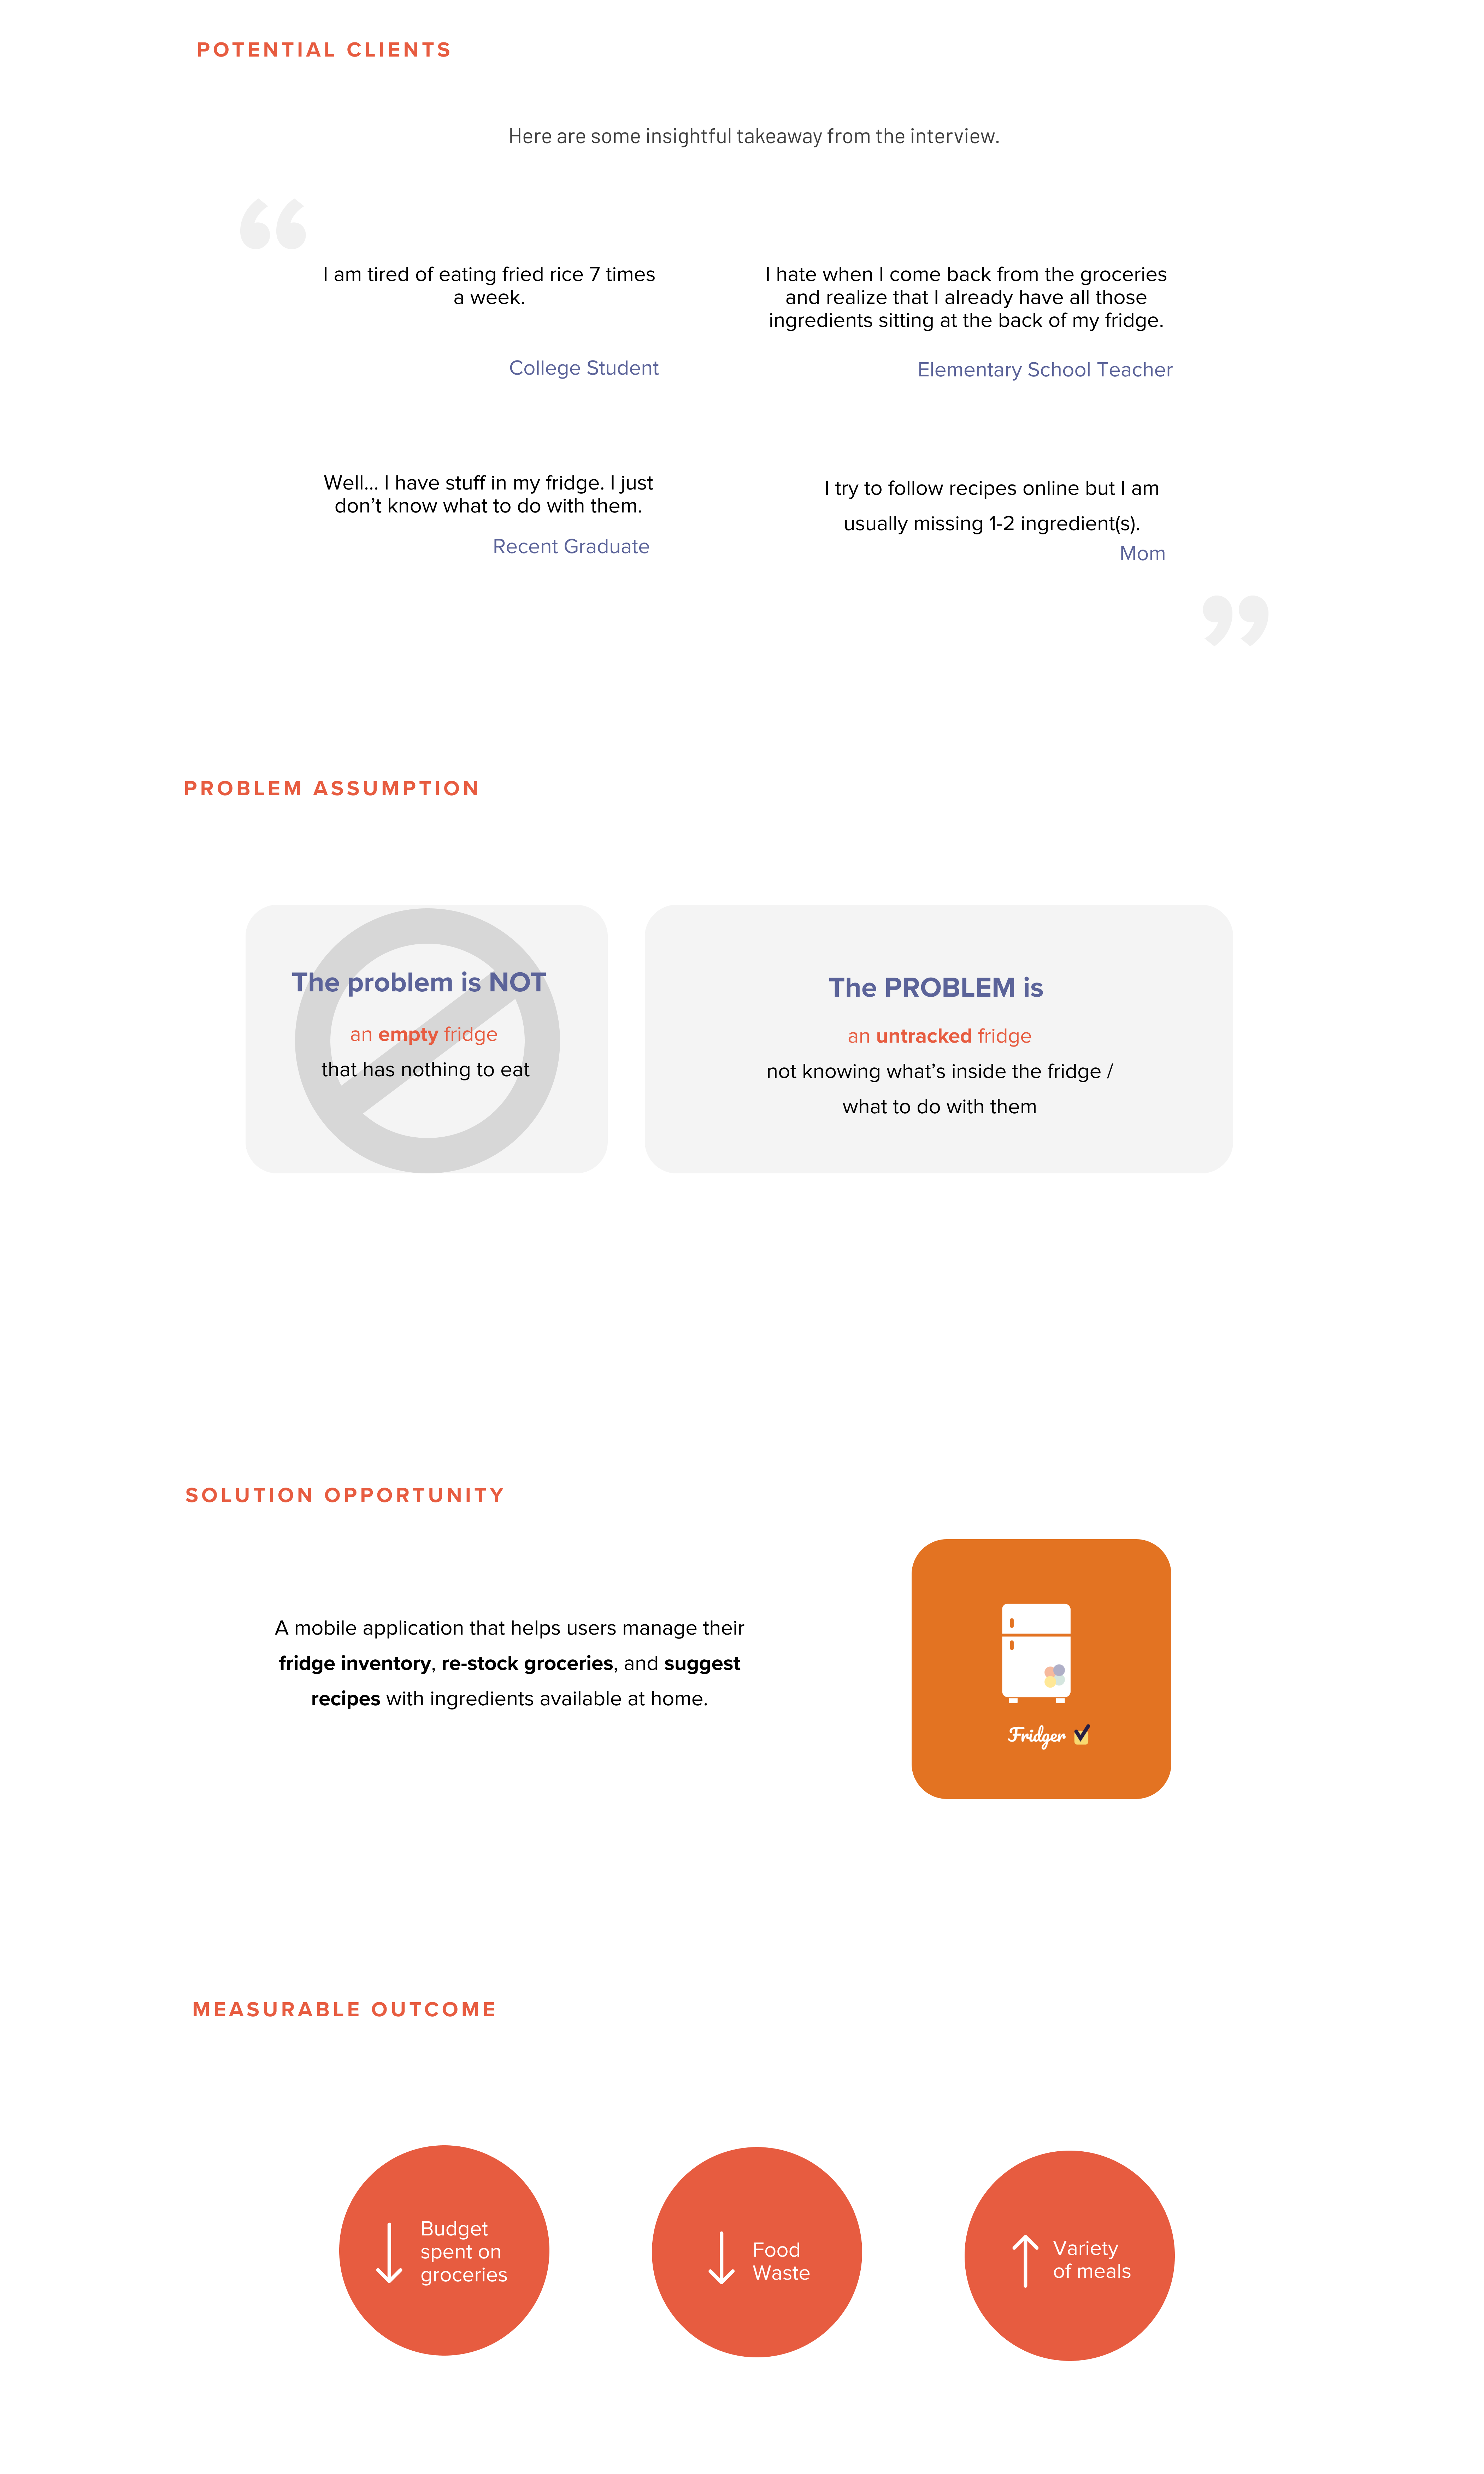 POTENTIAL CLIENTS
Here are some insightful takeaway from the interview.
“
I am tired of eating fried rice 7 times
a week.
College Student
I hate when I come back from the groceries
and realize that I already have all those
ingredients sitting at the back of my fridge.
Elementary School Teacher
Well... I have stuff in my fridge. I just
don’t know what to do with them.
Recent Graduate
I try to follow recipes online but I am
usually missing 1-2 ingredient(s).
Mom
”
PROBLEM ASSUMPTION
The problem is NOT
an empty fridge
that has nothing to eat
The PROBLEM is
an untracked fridge
not knowing what’s inside the fridge /
what to do with them
SOLUTION OPPORTUNITY
A mobile application that helps users manage their
fridge inventory, re-stock groceries, and suggest
recipes with ingredients available at home.
Fridger
MEASURABLE OUTCOME
Budget
spent on
groceries
Food
Waste
Variety
of meals